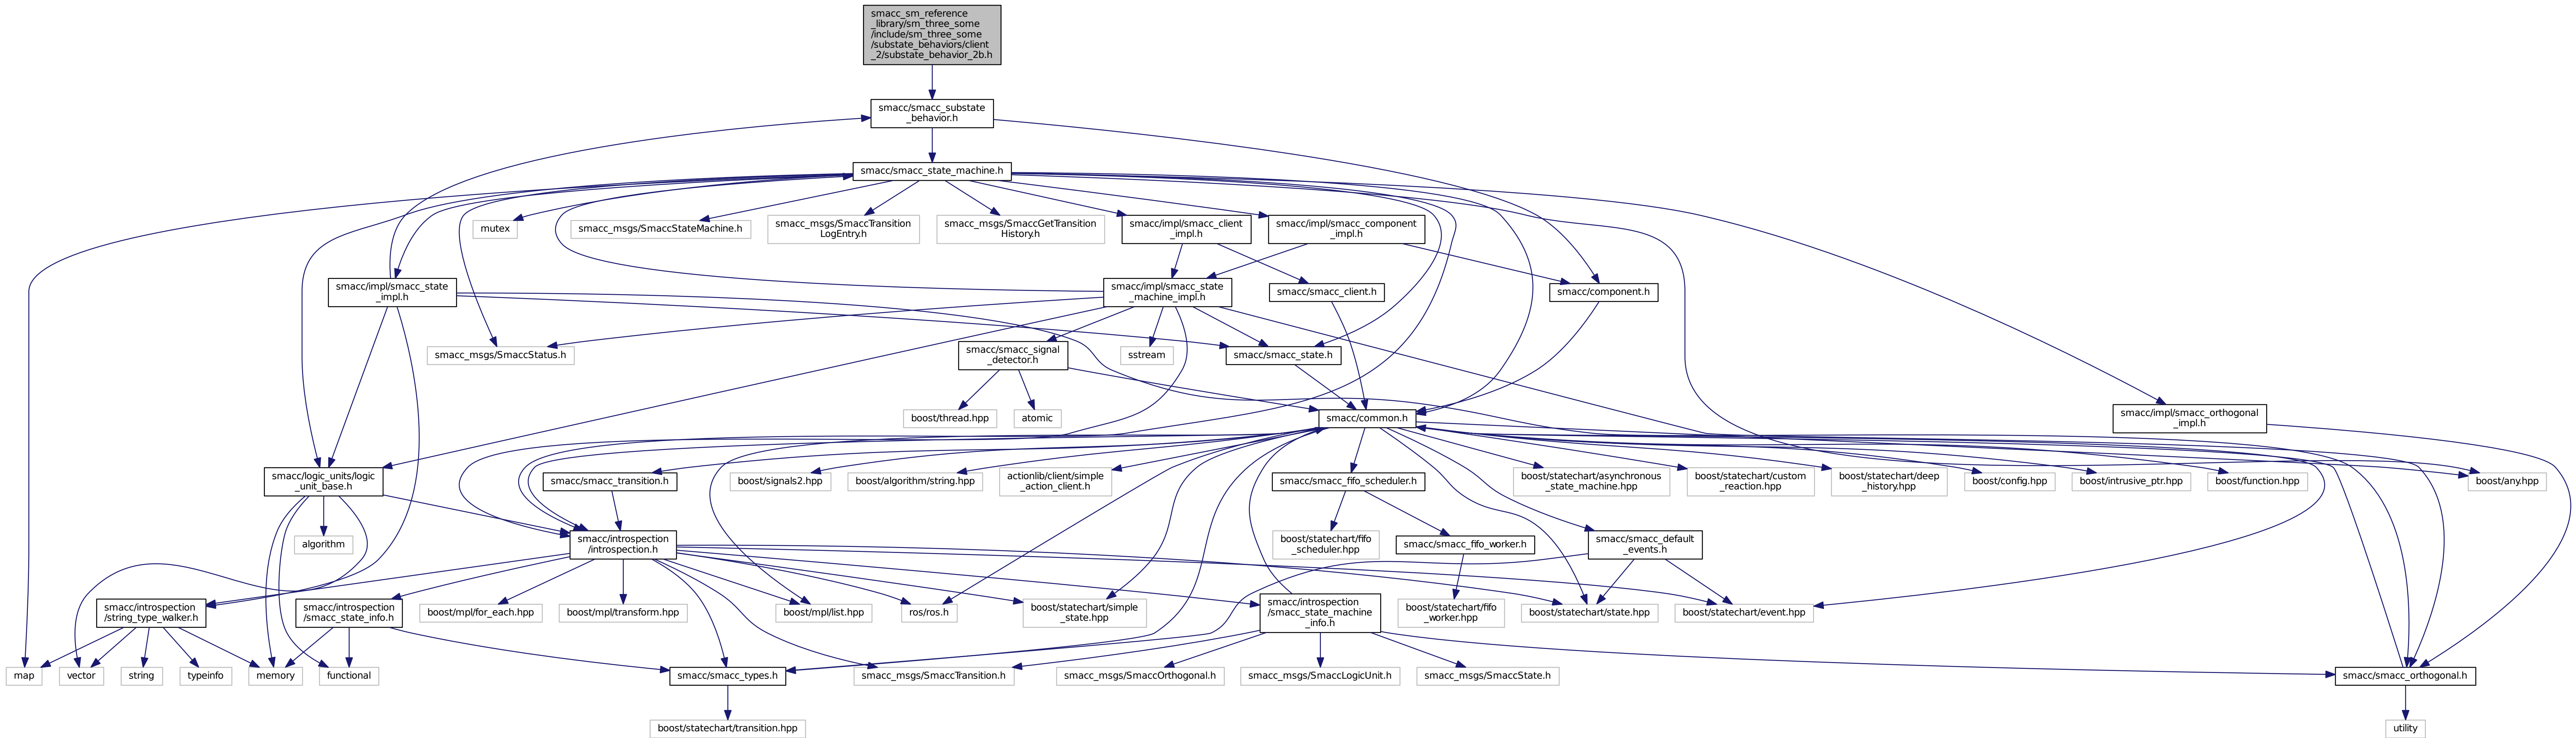 smacc_sm_reference
_library/sm_three_some
/include/sm_three_some
/substate_behaviors/client
_2/substate_behavior_2b.h
smacc/smacc_substate
_behavior.h
smacc/smacc_state_machine.h
mutex
smacc_msgs/SmaccStateMachine.h
smacc_msgs/SmaccTransition
LogEntry.h
smacc_msgs/SmaccGetTransition
History.h
smacc/impl/smacc_client
_impl.h
smacc/impl/smacc_component
_impl.h
smacc/impl/smacc_state
_impl.h
smacc/impl/smacc_state
_machine_impl.h
smacc/smacc_client.h
smacc/component.h
smacc_msgs/SmaccStatus.h
smacc/smacc_signal
_detector.h
sstream
smacc/smacc_state.h
boost/thread.hpp
atomic
smacc/common.h
smacc/impl/smacc_orthogonal
_impl.h
smacc/logic_units/logic
_unit_base.h
smacc/smacc_transition.h
boost/signals2.hpp
boost/algorithm/string.hpp
actionlib/client/simple
_action_client.h
smacc/smacc_fifo_scheduler.h
boost/statechart/asynchronous
_state_machine.hpp
boost/statechart/custom
_reaction.hpp
boost/statechart/deep
_history.hpp
boost/config.hpp
boost/intrusive_ptr.hpp
boost/function.hpp
boost/any.hpp
algorithm
smacc/introspection
/introspection.h
boost/statechart/fifo
_scheduler.hpp
smacc/smacc_fifo_worker.h
smacc/smacc_default
_events.h
smacc/introspection
/string_type_walker.h
smacc/introspection
/smacc_state_info.h
boost/mpl/for_each.hpp
boost/mpl/transform.hpp
boost/mpl/list.hpp
ros/ros.h
boost/statechart/simple
_state.hpp
smacc/introspection
/smacc_state_machine
_info.h
boost/statechart/fifo
_worker.hpp
boost/statechart/state.hpp
boost/statechart/event.hpp
map
vector
string
typeinfo
memory
functional
smacc/smacc_types.h
smacc_msgs/SmaccTransition.h
smacc_msgs/SmaccOrthogonal.h
smacc_msgs/SmaccLogicUnit.h
smacc_msgs/SmaccState.h
smacc/smacc_orthogonal.h
boost/statechart/transition.hpp
utility